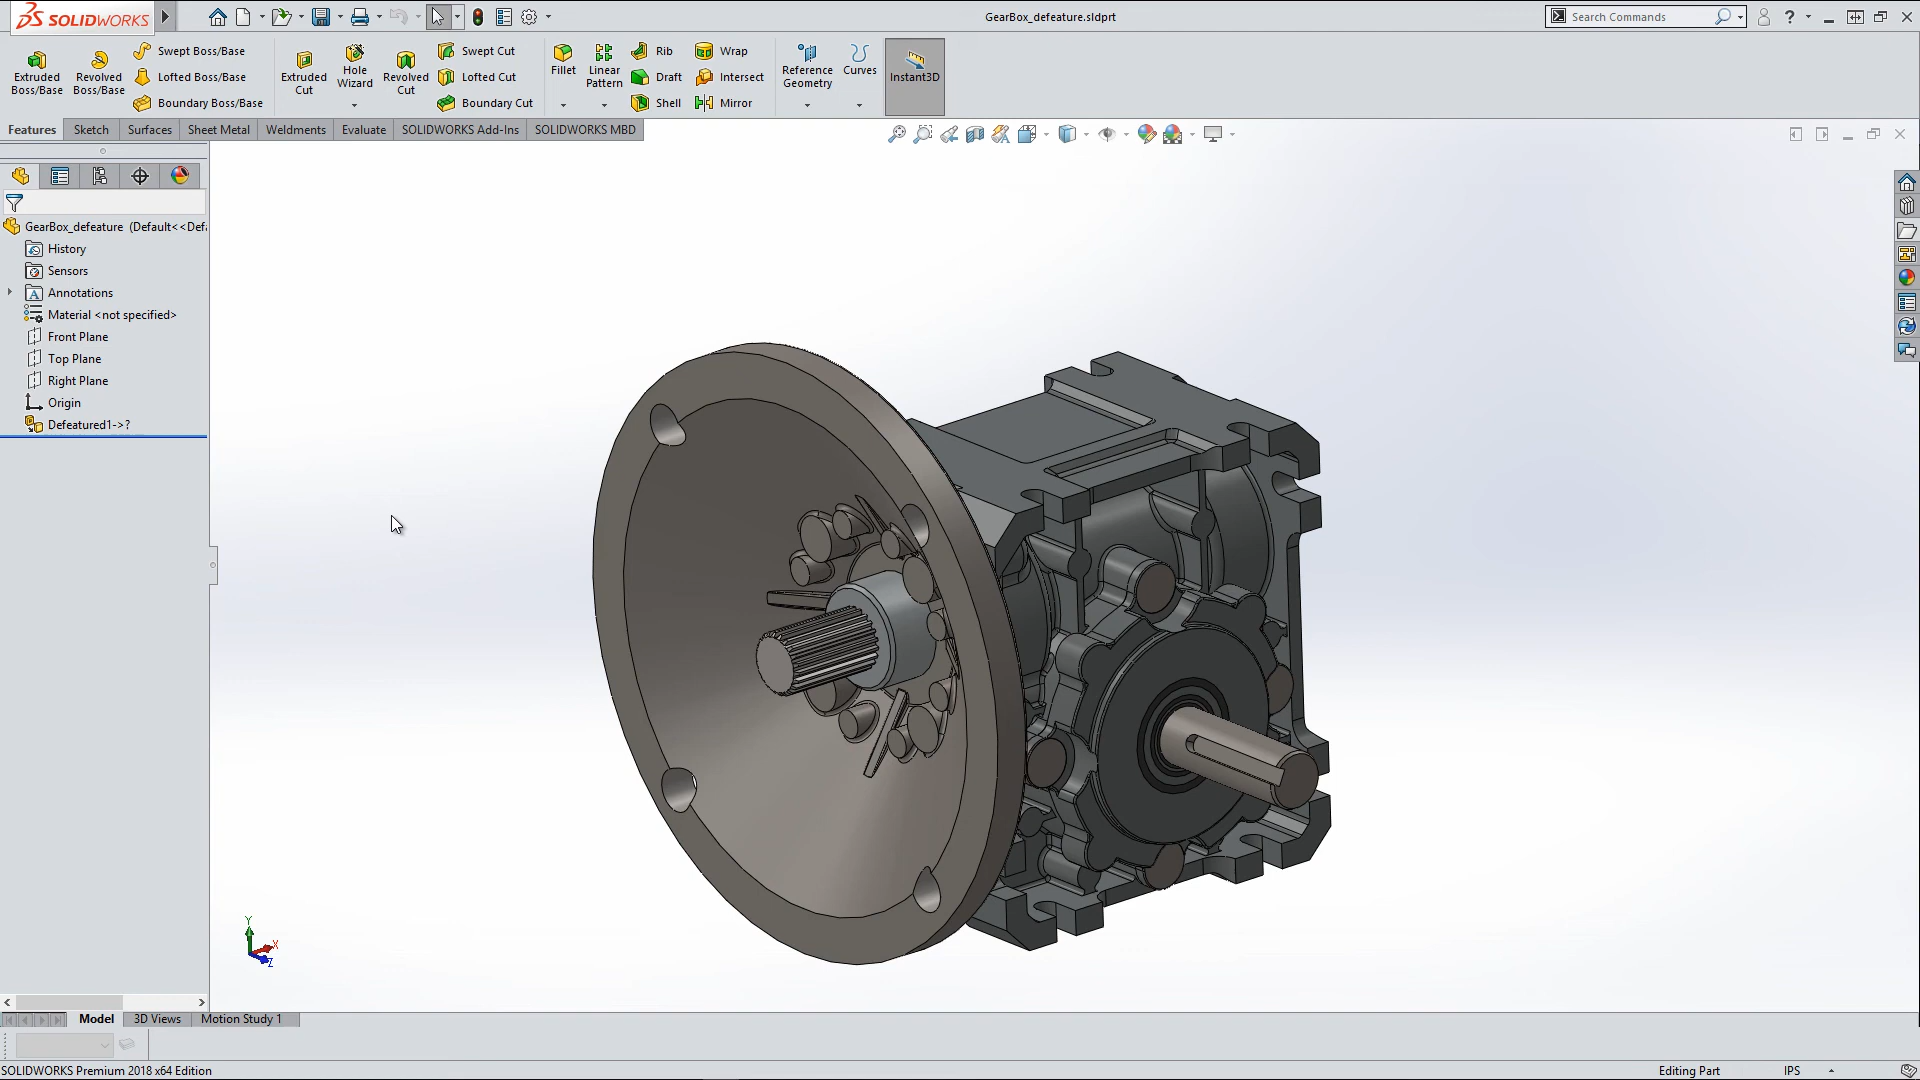 SOLIDWORKS
GearBox_defeature.sldprt
Search Commands
Extruded Boss/Base
Revolved Boss/Base
Swept Boss/Base
Lofted Boss/Base
Boundary Boss/Base
Extruded Cut
Hole Wizard
Revolved Cut
Swept Cut
Lofted Cut
Boundary Cut
Fillet
Linear Pattern
Rib
Draft
Shell
Wrap
Intersect
Mirror
Reference Geometry
Curves
Instant3D
Features
Sketch
Surfaces
Sheet Metal
Weldments
Evaluate
SOLIDWORKS Add-Ins
SOLIDWORKS MBD
GearBox_defeature (Default<<Def
History
Sensors
Annotations
Material <not specified>
Front Plane
Top Plane
Right Plane
Origin
Defeatured1->?
Y
X
Z
Model
3D Views
Motion Study 1
SOLIDWORKS Premium 2018 x64 Edition
Editing Part
IPS